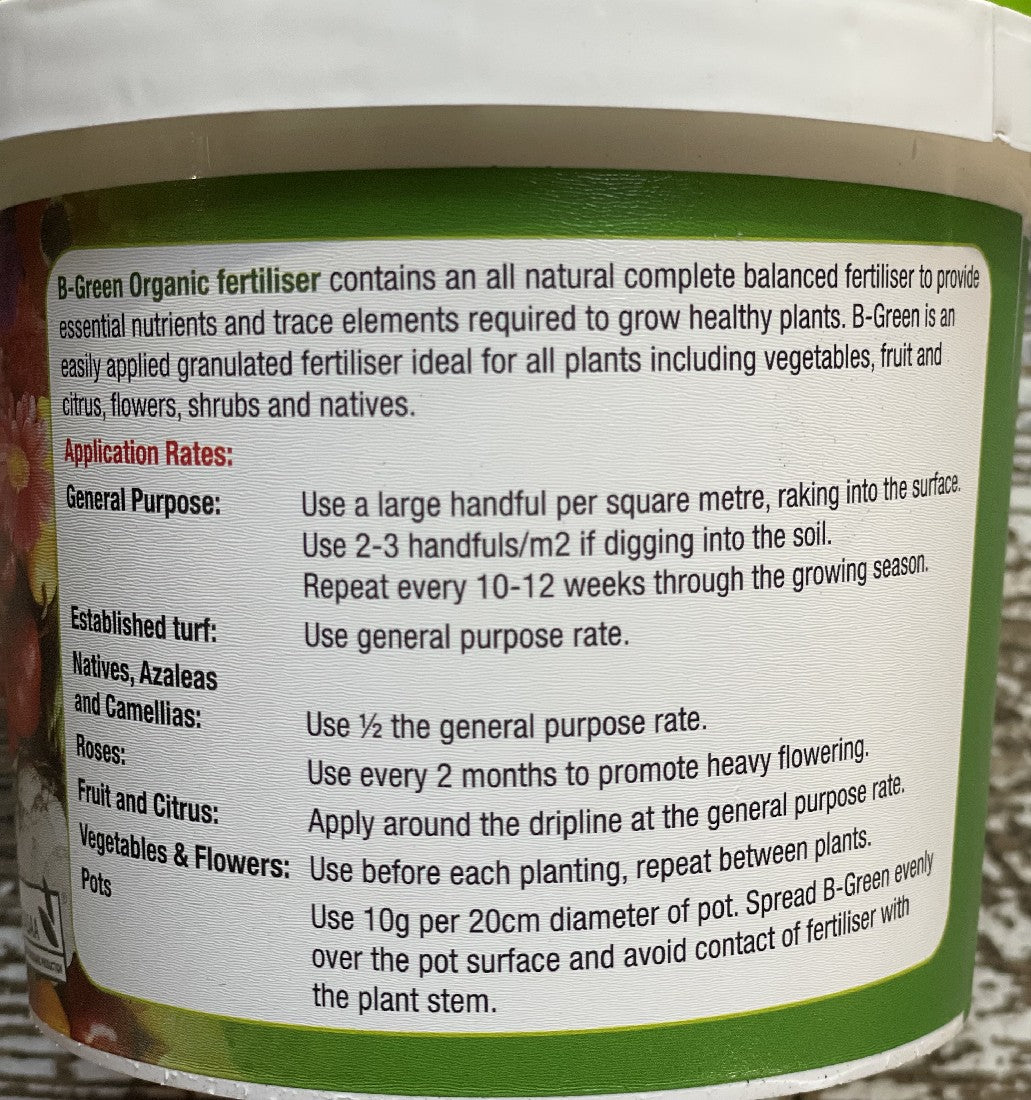 B-Green Organic fertiliser contains an all natural complete balanced fertiliser to provide
essential nutrients and trace elements required to grow healthy plants. B-Green is an
easily applied granulated fertiliser ideal for all plants including vegetables, fruit and
citrus, flowers, shrubs and natives.
Application Rates:
General Purpose: Use a large handful per square metre, raking into the surface.
Use 2-3 handfuls/m2 if digging into the soil.
Repeat every 10-12 weeks through the growing season.
Established turf: Use general purpose rate.
Natives, Azaleas
and Camellias: Use ½ the general purpose rate.
Roses: Use every 2 months to promote heavy flowering.
Fruit and Citrus: Apply around the dripline at the general purpose rate.
Vegetables & Flowers: Use before each planting, repeat between plants.
Pots Use 10g per 20cm diameter of pot. Spread B-Green evenly
over the pot surface and avoid contact of fertiliser with
the plant stem.